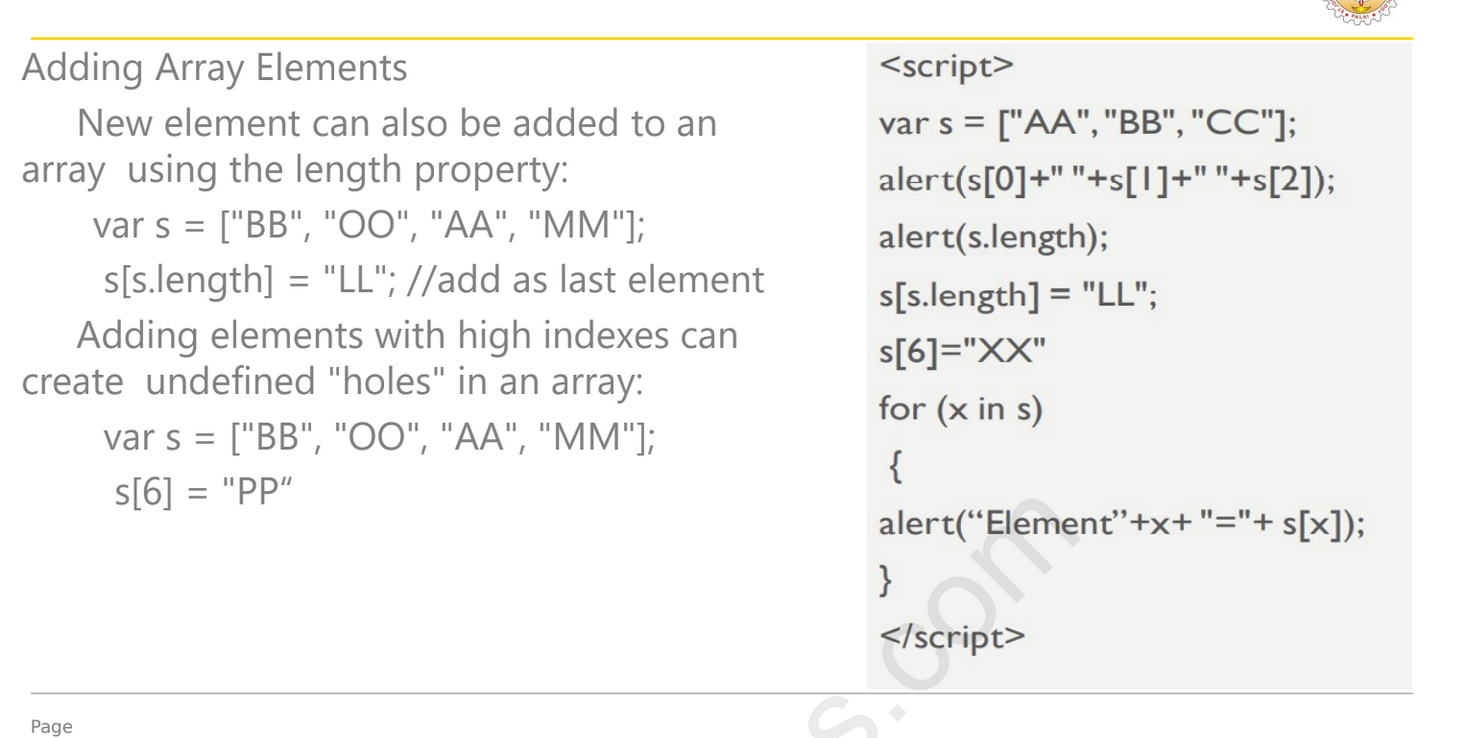 PALAI
Adding Array Elements
New element can also be added to an
array using the length property:
var s = ["BB", "OO", "AA", "MM"];
s[s.length] = "LL"; //add as last element
Adding elements with high indexes can
create undefined "holes" in an array:
var s = ["BB", "OO", "AA", "MM"];
s[6] = "PP“
<script>
var s = ["AA","BB","CC"];
alert(s[0]+" "+s[1]+" "+s[2]);
alert(s.length);
s[s.length] = "LL";
s[6]="XX"
for (x in s)
{
alert(“Element”+x+ "="+ s[x]);
}
</script>
s.com
Page